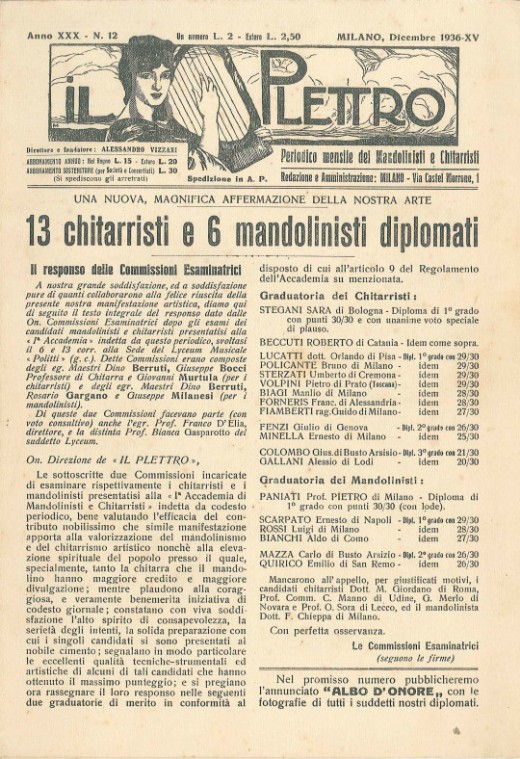 Anno XXX - N. 12
Un numero L. 2 - Estero L. 2,50
MILANO, Dicembre 1936-XV
IL PLETTRO
Direttore e fondatore: ALESSANDRO VIZZARI
ABBONAMENTO ANNUO: Nel Regno L. 15 - Estero L. 20
ABBONAMENTO SOSTENITORE (per Società e Consorziati) L. 30
(Si spediscono gli arretrati)
Spedizione in A. P.
Periodico mensile dei Mandolinisti e Chitarristi
Redazione e Amministrazione: MILANO - Via Castel Morrone, 1
UNA NUOVA, MAGNIFICA AFFERMAZIONE DELLA NOSTRA ARTE
13 chitarristi e 6 mandolinisti diplomati
Il responso delle Commissioni Esaminatrici
A nostra grande soddisfazione, ed a soddisfazione
pure di quanti collaborarono alla felice riuscita della
presente nostra manifestazione artistica, diamo qui
di seguito il testo integrale del responso dato dalle
On. Commissioni Esaminatrici dopo gli esami dei
candidati mandolinisti e chitarristi presentatisi alla
« Iª Accademia » indetta da questo periodico, svoltasi
il 6 e 13 corr. alla Sede del Lyceum Musicale
« Politti » (g. c.). Dette Commissioni erano composte
degli eg. Maestri Dino Berruti, Giuseppe Bocci
Professore di Chitarra e Giovanni Murtula (per i
chitarristi) e degli egr. Maestri Dino Berruti,
Rosario Gargano e Giuseppe Milanesi (per i
mandolinisti).
Di queste due Commissioni facevano parte (con
voto consultivo) anche l'egr. Prof. Franco D'Elia,
direttore, e la distinta Prof. Bianca Gasparotto del
suddetto Lyceum.
On. Direzione de « IL PLETTRO »,
Le sottoscritte due Commissioni incaricate
di esaminare rispettivamente i chitarristi e i
mandolinisti presentatisi alla « Iª Accademia di
Mandolinisti e Chitarristi » indetta da codesto
periodico, bene valutando l'efficacia del con-
tributo nobilissimo che simile manifestazione
apporta alla valorizzazione del mandolinismo
e del chitarrismo artistico nonchè alla eleva-
zione spirituale del popolo presso il quale,
specialmente, tanto la chitarra che il mando-
lino hanno maggiore credito e maggiore
divulgazione; mentre plaudono alla corag-
giosa, e veramente benemerita iniziativa di
codesto giornale; constatano con viva soddi-
sfazione l'alto spirito di consapevolezza, la
serietà degli intenti, la solida preparazione con
cui i singoli candidati si sono presentati al
nobile cimento; segnalano in modo particolare
le eccellenti qualità tecniche-strumentali ed
artistiche di alcuni di tali candidati che hanno
ottenuto il massimo punteggio; e si pregiano
ora rassegnare il loro responso nelle seguenti
due graduatorie di merito in conformità al
disposto di cui all'articolo 9 del Regolamento
dell'Accademia su menzionata.
Graduatoria dei Chitarristi :
STEGANI SARA di Bologna - Diploma di 1º grado
con punti 30/30 e con unanime voto speciale
di plauso.
BECCUTI ROBERTO di Catania - Idem come sopra.
LUCATTI dott. Orlando di Pisa - Dipl. 1º grado con 29/30
POLICANTE Bruno di Milano - idem 29/30
STERZATI Umberto di Cremona - idem 29/30
VOLPINI Pietro di Prato (Toscana) - idem 29/30
BIAGI Manlio di Milano - idem 28/30
FORNERIS Franc. di Alessandria - idem 28/30
FIAMBERTI rag. Guido di Milano - idem 27/30
FENZI Giulio di Genova - Dipl. 2º grado con 26/30
MINELLA Ernesto di Milano - idem 25/30
COLOMBO Gius. di Busto Arsizio - Dipl. 3º grado con 21/30
GALLANI Alessio di Lodi - idem 20/30
Graduatoria dei Mandolinisti :
PANIATI Prof. PIETRO di Milano - Diploma di
1º grado con punti 30/30 (con lode).
SCARPATO Ernesto di Napoli - Dipl. 1º grado con 29/30
ROSSI Luigi di Milano - idem 28/30
BIANCHI Aldo di Como - idem 27/30
MAZZA Carlo di Busto Arsizio - Dipl. 2º grado con 26/30
QUIRICO Emilio di San Remo - idem 26/30
Mancarono all'appello, per giustificati motivi, i
candidati chitarristi Dott. M. Giordano di Roma,
Prof. Comm. C. Manno di Udine, G. Merlo di
Novara e Prof. O. Sora di Lecco, ed il mandolinista
Dott. F. Chieppa di Milano.
Con perfetta osservanza.
Le Commissioni Esaminatrici
(seguono le firme)
Nel promisso numero pubblicheremo
l'annunciato "ALBO D'ONORE„ con le
fotografie di tutti i suddetti nostri diplomati.